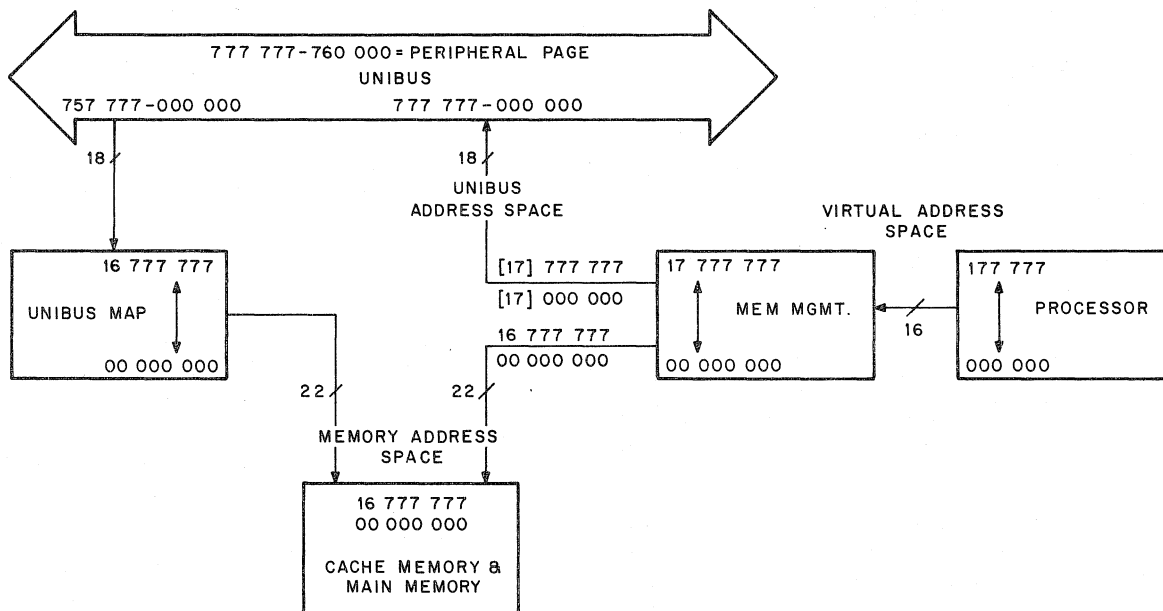 777 777-760 000 = PERIPHERAL PAGE
UNIBUS
757 777-000 000
777 777-000 000
18
18
UNIBUS
ADDRESS SPACE
VIRTUAL ADDRESS
SPACE
16 777 777
UNIBUS MAP
00 000 000
[17] 777 777
[17] 000 000
16 777 777
00 000 000
17 777 777
MEM MGMT.
00 000 000
16
177 777
PROCESSOR
000 000
22
22
MEMORY ADDRESS
SPACE
16 777 777
00 000 000
CACHE MEMORY &
MAIN MEMORY